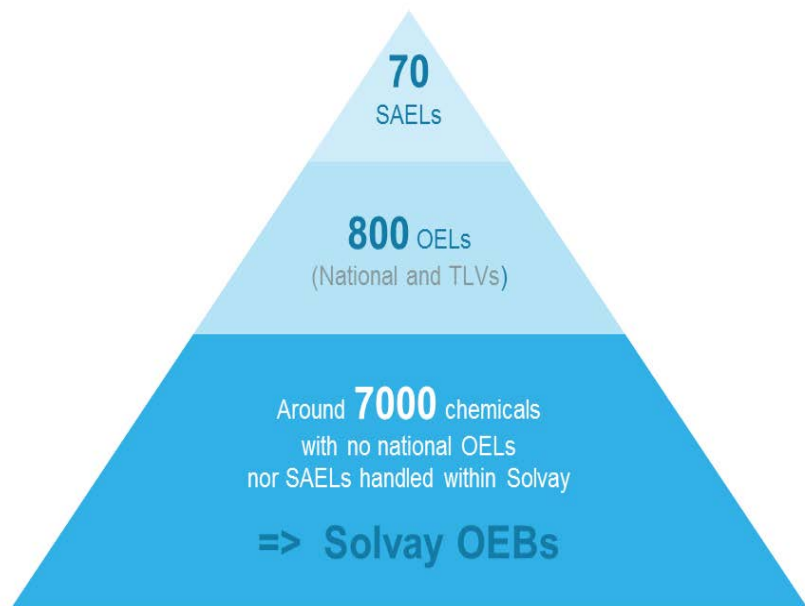 70
SAELs
800 OELs
(National and TLVs)
Around 7000 chemicals
with no national OELs
nor SAELs handled within Solvay
=> Solvay OEBs